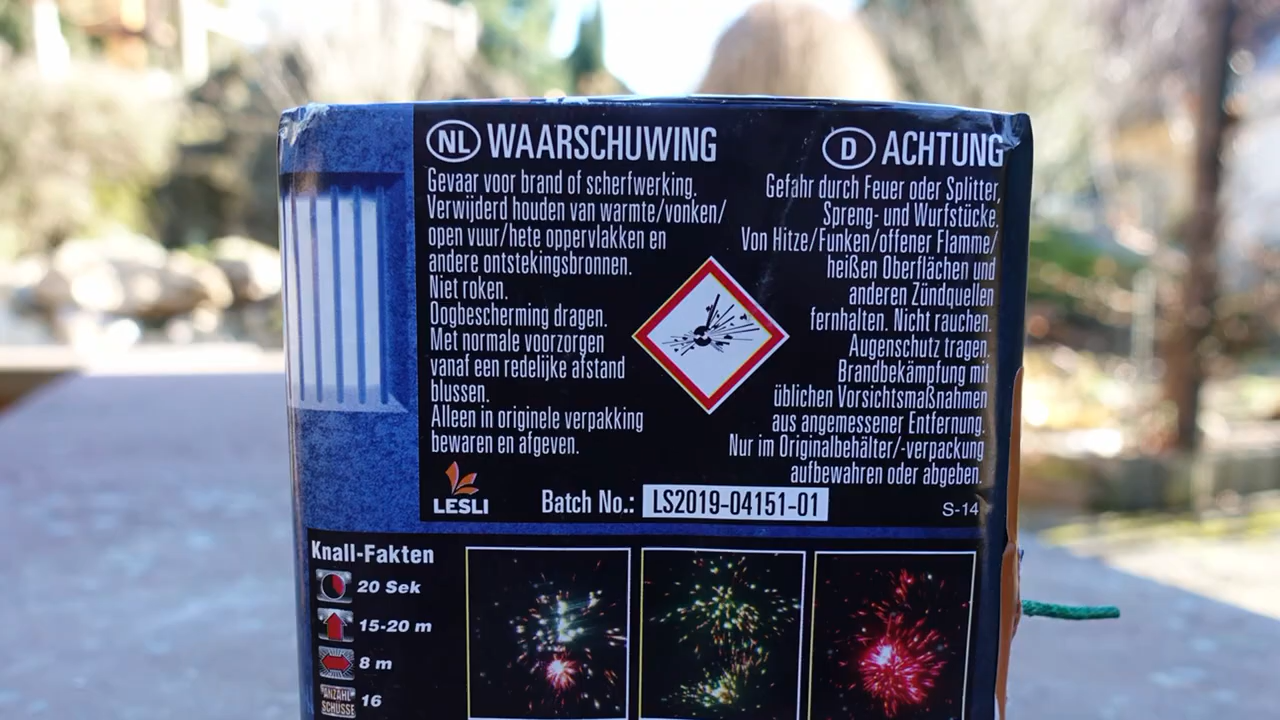 NL WAARSCHUWING
Gevaar voor brand of scherfwerking.
Verwijderd houden van warmte/vonken/
open vuur/hete oppervlakken en
andere ontstekingsbronnen.
Niet roken.
Oogbescherming dragen.
Met normale voorzorgen
vanaf een redelijke afstand
blussen.
Alleen in originele verpakking
bewaren en afgeven.
D ACHTUNG
Gefahr durch Feuer oder Splitter,
Spreng- und Wurfstücke.
Von Hitze/Funken/offener Flamme/
heißen Oberflächen und
anderen Zündquellen
fernhalten. Nicht rauchen.
Augenschutz tragen.
Brandbekämpfung mit
üblichen Vorsichtsmaßnahmen
aus angemessener Entfernung.
Nur im Originalbehälter/-verpackung
aufbewahren oder abgeben.
LESLI
Batch No.: LS2019-04151-01
S-14
Knall-Fakten
20 Sek
15-20 m
8 m
ANZAHL
SCHÜSSE
16